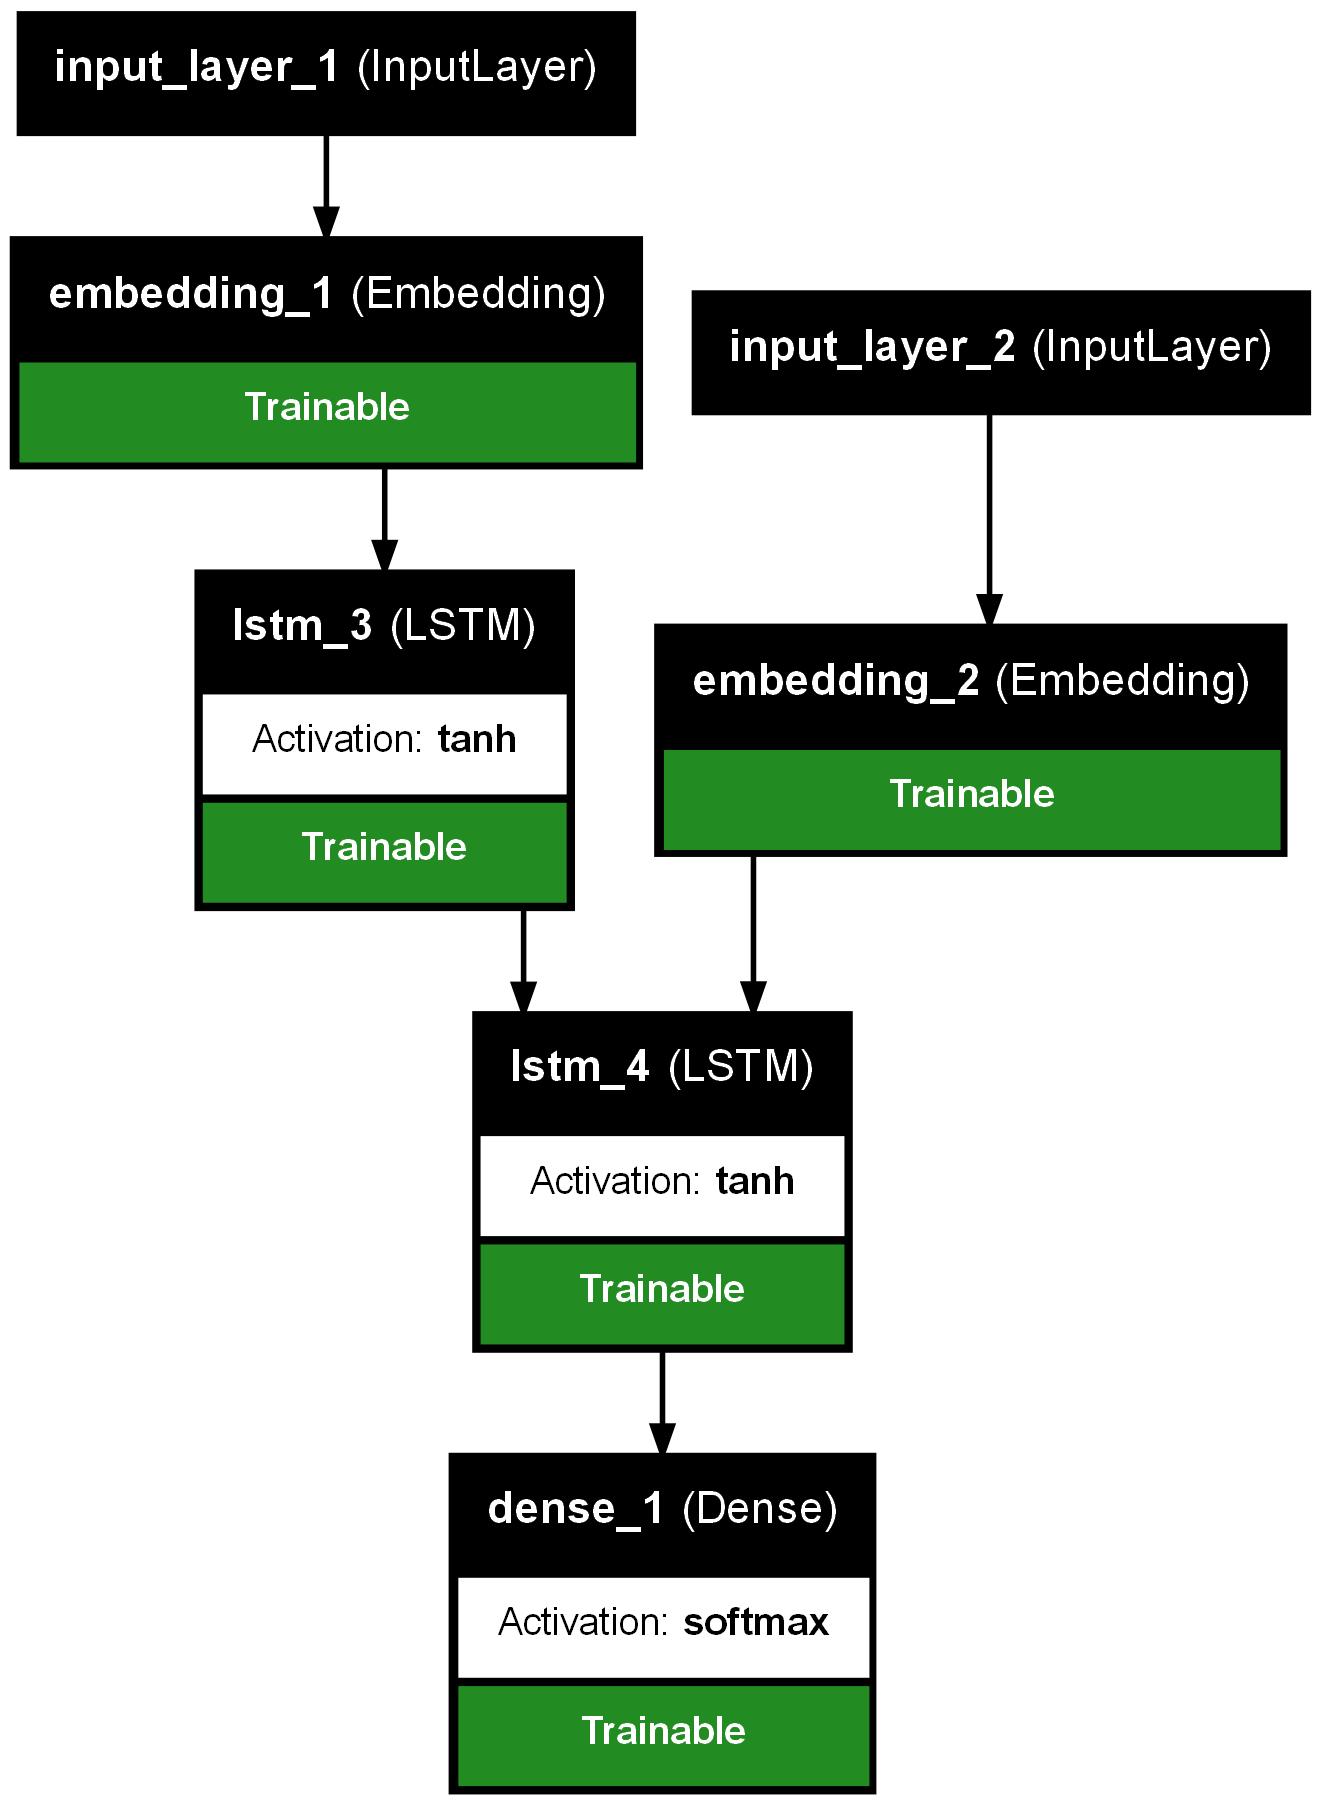 input_layer_1 (InputLayer)
embedding_1 (Embedding)
Trainable
input_layer_2 (InputLayer)
lstm_3 (LSTM)
Activation: tanh
Trainable
embedding_2 (Embedding)
Trainable
lstm_4 (LSTM)
Activation: tanh
Trainable
dense_1 (Dense)
Activation: softmax
Trainable